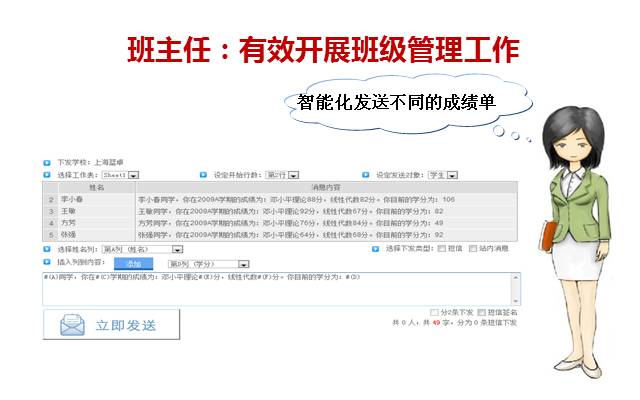 班主任：有效开展班级管理工作
智能化发送不同的成绩单
下发学校：上海蓝卓
选择工作表：Sheet1 设定开始行数：第2行 设定发送对象：学生
姓名 消息内容
2 李小春 李小春同学，你在2009A学期的成绩为：邓小平理论88分，线性代数82分。你目前的学分为：106
3 王敏 王敏同学，你在2009A学期的成绩为：邓小平理论92分，线性代数67分。你目前的学分为：82
4 方芳 方芳同学，你在2009A学期的成绩为：邓小平理论76分，线性代数84分。你目前的学分为：49
5 张强 张强同学，你在2009A学期的成绩为：邓小平理论64分，线性代数68分。你目前的学分为：92
选择姓名列：第A列（姓名） 选择下发类型：短信 站内消息
插入列到内容：添加 第D列（学分）
#(A)同学，你在#(C)学期的成绩为：邓小平理论#(E)分，线性代数#(F)分。你目前的学分为：#(D)
立即发送
分2条下发 短信签名
共 0 人，共 49 字，分为 0 条短信下发